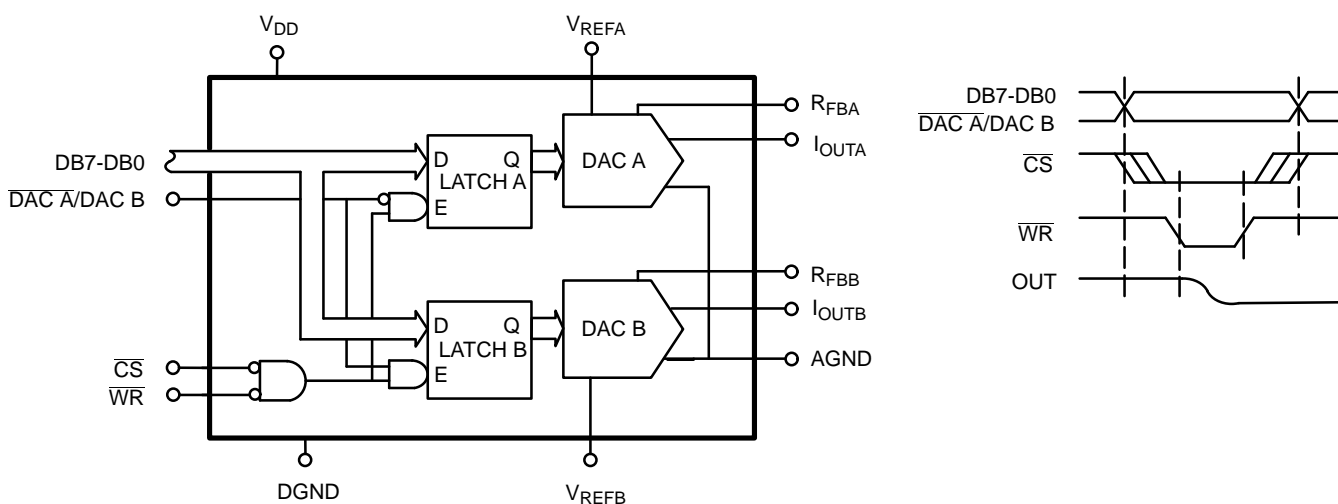 VDD
VREFA
RFBA
IOUTA
DB7-DB0
DAC A/DAC B
D Q
LATCH A
E
DAC A
RFBB
IOUTB
AGND
D Q
LATCH B
E
DAC B
CS
WR
DGND
VREFB
DB7-DB0
DAC A/DAC B
CS
WR
OUT